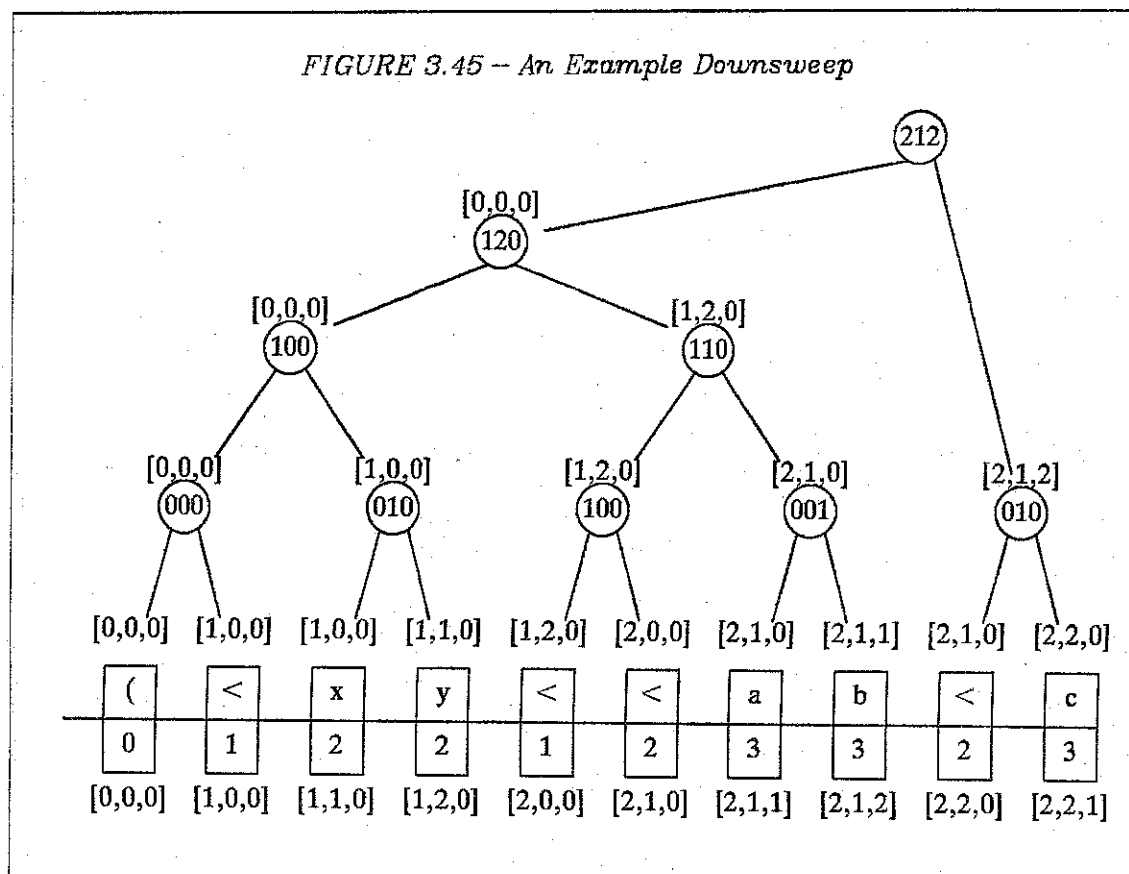 FIGURE 3.45 – An Example Downsweep
212
[0,0,0]
120
[0,0,0] [1,2,0]
100 110
[0,0,0] [1,0,0] [1,2,0] [2,1,0] [2,1,2]
000 010 100 001 010
[0,0,0] [1,0,0] [1,0,0] [1,1,0] [1,2,0] [2,0,0] [2,1,0] [2,1,1] [2,1,0] [2,2,0]
( < x y < < a b < c
0 1 2 2 1 2 3 3 2 3
[0,0,0] [1,0,0] [1,1,0] [1,2,0] [2,0,0] [2,1,0] [2,1,1] [2,1,2] [2,2,0] [2,2,1]